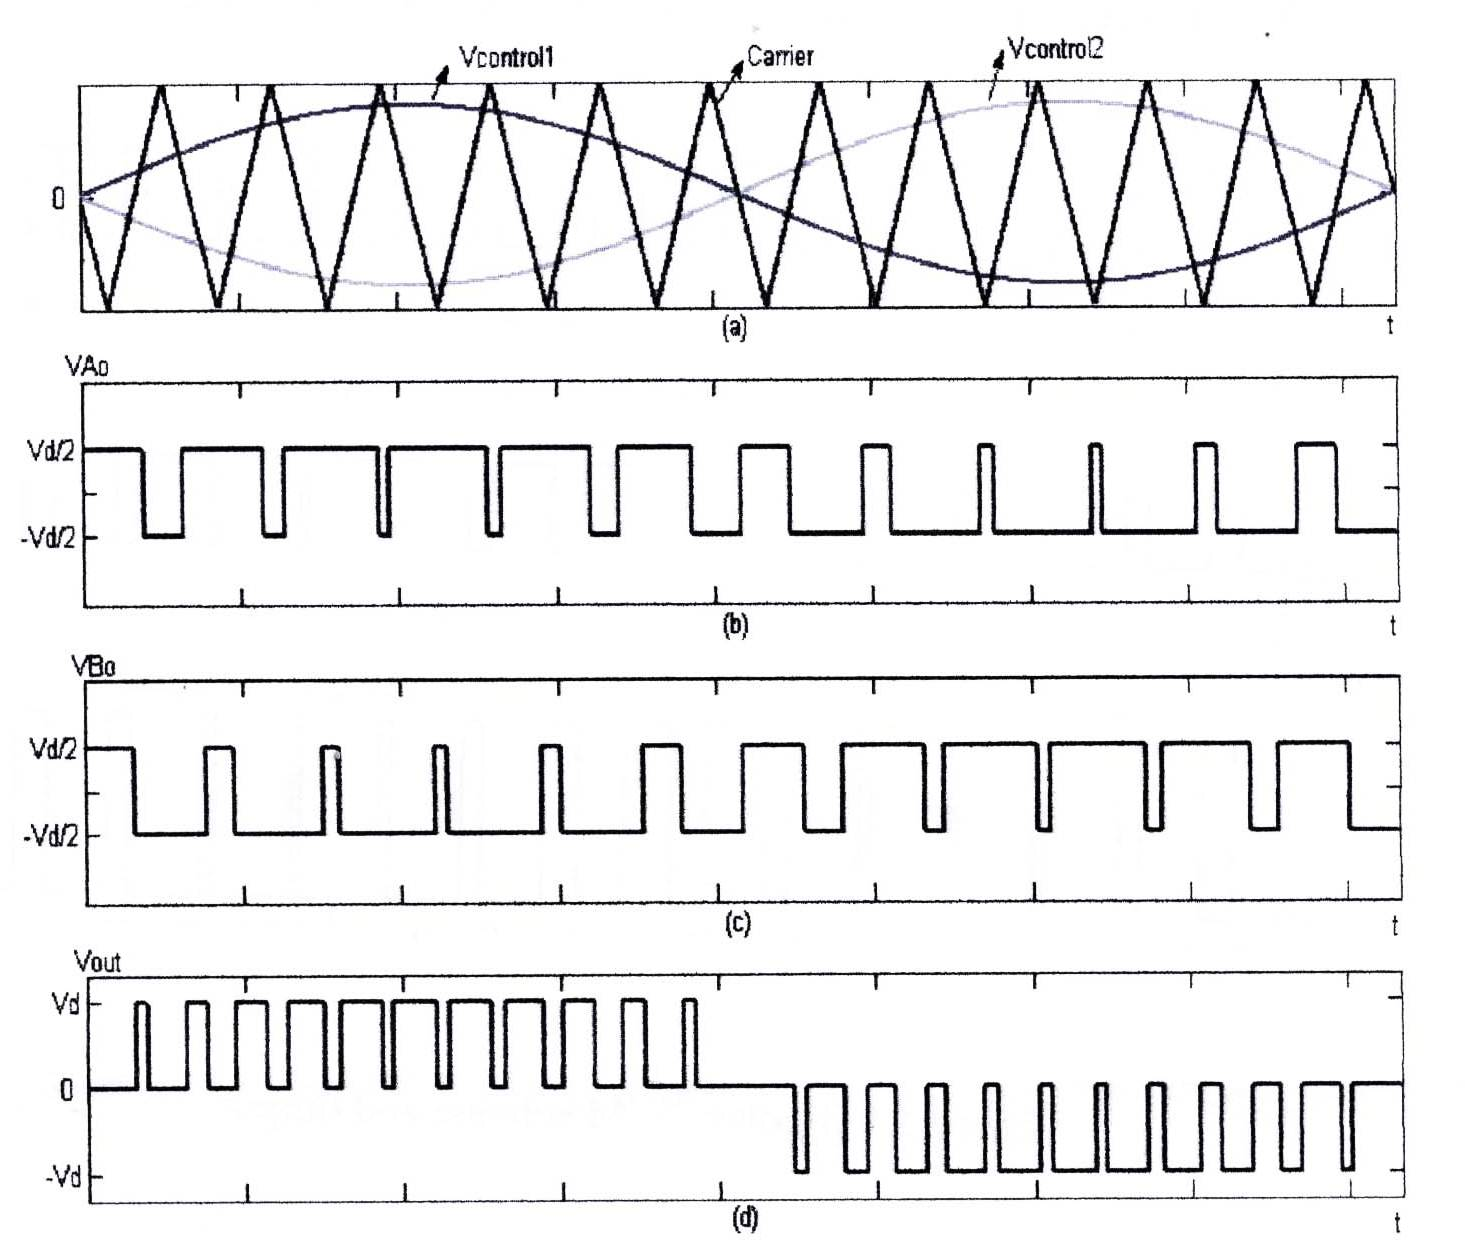 Vcontrol1
Carrier
Vcontrol2
0
(a)
t
VAo
Vd/2
-Vd/2
(b)
t
VBo
Vd/2
-Vd/2
(c)
t
Vout
Vd
0
-Vd
(d)
t